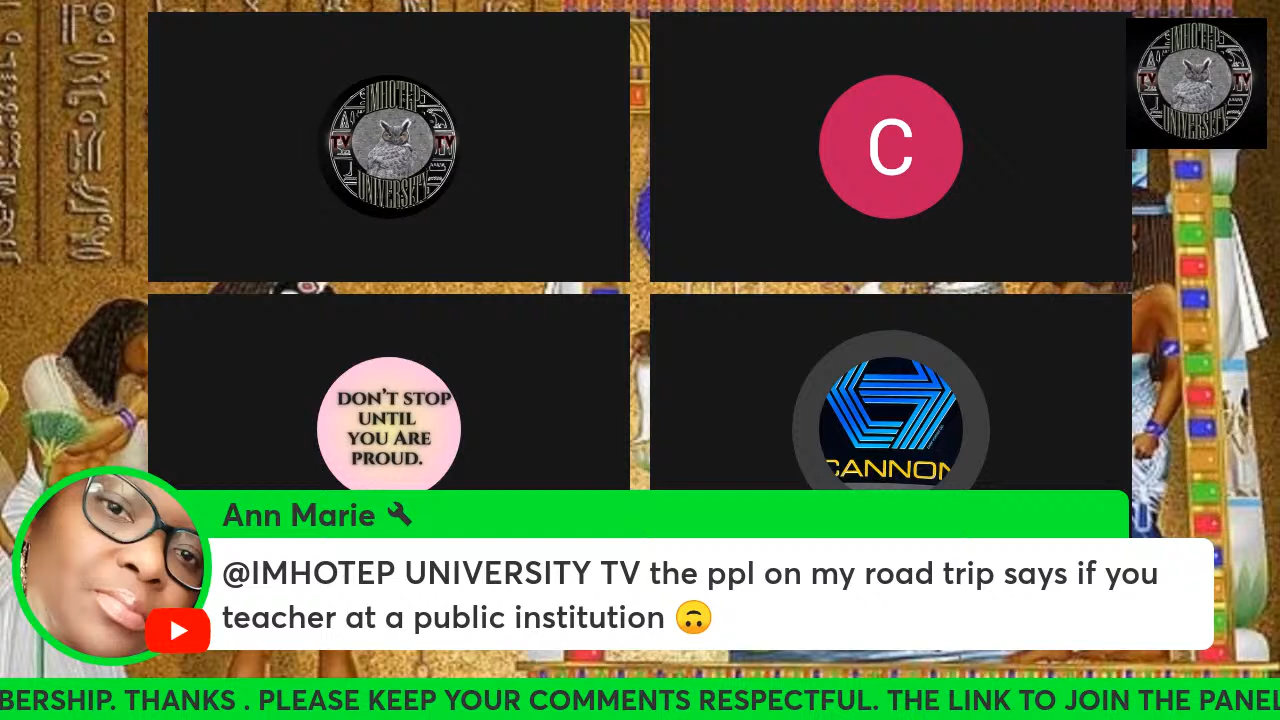 IMHOTEP
TV TV
UNIVERSITY
C
IMHOTEP
TV TV
UNIVERSITY
DON'T STOP
UNTIL
YOU ARE
PROUD.
CANNON
Ann Marie
@IMHOTEP UNIVERSITY TV the ppl on my road trip says if you
teacher at a public institution 🙃
BERSHIP. THANKS . PLEASE KEEP YOUR COMMENTS RESPECTFUL. THE LINK TO JOIN THE PANEL